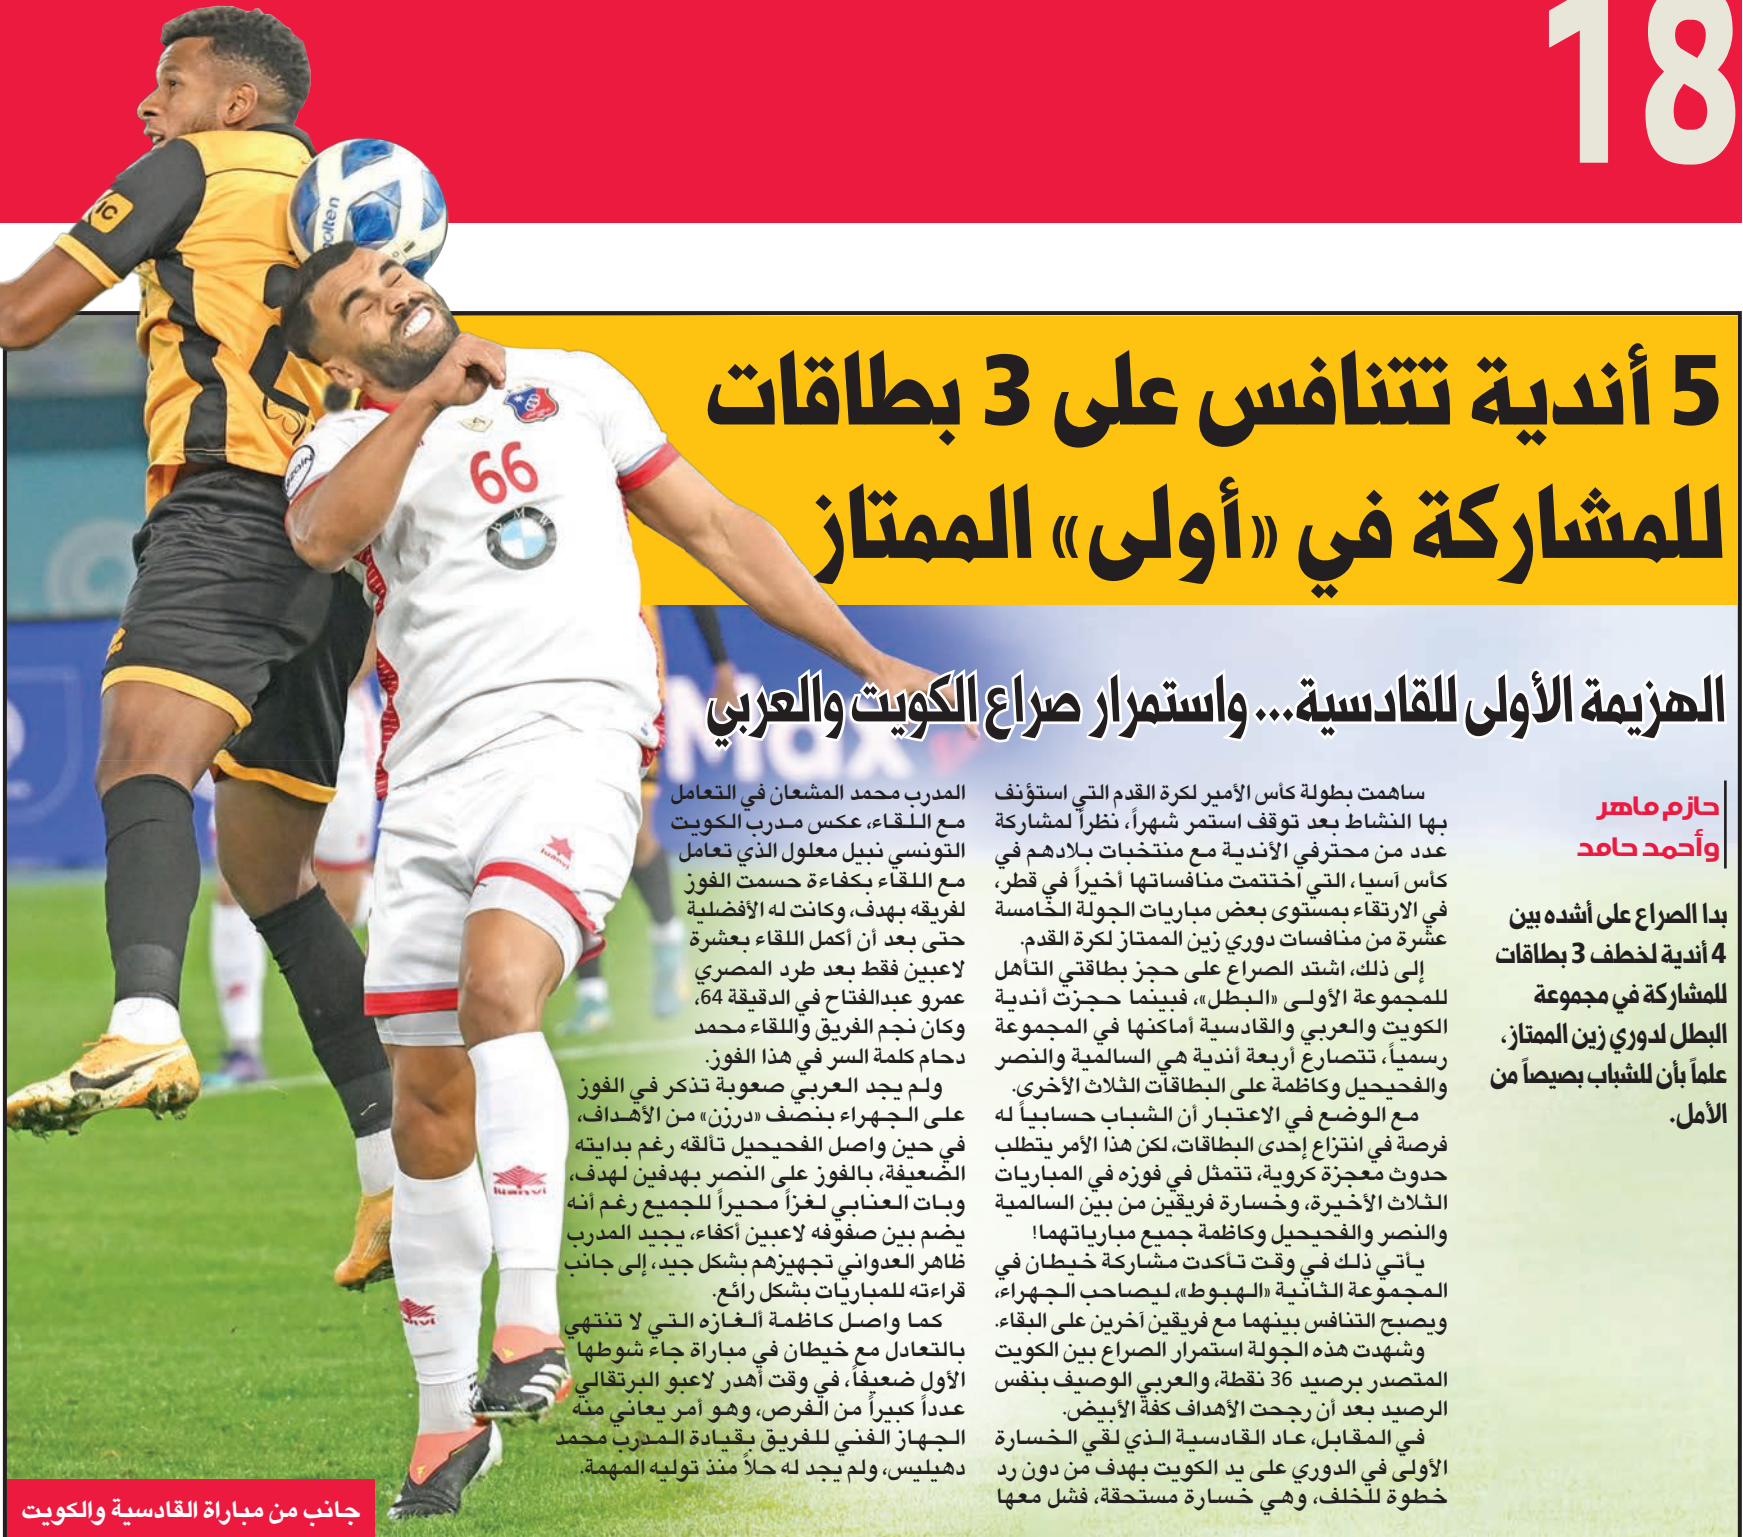 18
5 أندية تتنافس على 3 بطاقات
للمشاركة في «أولى» الممتاز
الهزيمة الأولى للقادسية... واستمرار صراع الكويت والعربي
حازم ماهر
وأحمد حامد
بدا الصراع على أشده بين
4 أندية لخطف 3 بطاقات
للمشاركة في مجموعة
البطل لدوري زين الممتاز،
علماً بأن للشباب بصيصاً من
الأمل.
ساهمت بطولة كأس الأمير لكرة القدم التي استؤنف
بها النشاط بعد توقف استمر شهراً، نظراً لمشاركة
عدد من محترفي الأندية مع منتخبات بلادهم في
كأس آسيا، التي اختتمت منافساتها أخيراً في قطر،
في الارتقاء بمستوى بعض مباريات الجولة الخامسة
عشرة من منافسات دوري زين الممتاز لكرة القدم.
إلى ذلك، اشتد الصراع على حجز بطاقتي التأهل
للمجموعة الأولى «البطل»، فبينما حجزت أندية
الكويت والعربي والقادسية أماكنها في المجموعة
رسمياً، تتصارع أربعة أندية هي السالمية والنصر
والفحيحيل وكاظمة على البطاقات الثلاث الأخرى.
مع الوضع في الاعتبار أن الشباب حسابياً له
فرصة في انتزاع إحدى البطاقات، لكن هذا الأمر يتطلب
حدوث معجزة كروية، تتمثل في فوزه في المباريات
الثلاث الأخيرة، وخسارة فريقين من بين السالمية
والنصر والفحيحيل وكاظمة جميع مبارياتهما!
يأتي ذلك في وقت تأكدت مشاركة خيطان في
المجموعة الثانية «الهبوط»، ليصاحب الجهراء،
ويصبح التنافس بينهما مع فريقين آخرين على البقاء.
وشهدت هذه الجولة استمرار الصراع بين الكويت
المتصدر برصيد 36 نقطة، والعربي الوصيف بنفس
الرصيد بعد أن رجحت الأهداف كفة الأبيض.
في المقابل، عاد القادسية الذي لقي الخسارة
الأولى في الدوري على يد الكويت بهدف من دون رد
خطوة للخلف، وهي خسارة مستحقة، فشل معها
المدرب محمد المشعان في التعامل
مع اللقاء، عكس مدرب الكويت
التونسي نبيل معلول الذي تعامل
مع اللقاء بكفاءة حسمت الفوز
لفريقه بهدف، وكانت له الأفضلية
حتى بعد أن أكمل اللقاء بعشرة
لاعبين فقط بعد طرد المصري
عمرو عبدالفتاح في الدقيقة 64،
وكان نجم الفريق واللقاء محمد
دحام كلمة السر في هذا الفوز.
ولم يجد العربي صعوبة تذكر في الفوز
على الجهراء بنصف «درزن» من الأهداف،
في حين واصل الفحيحيل تألقه رغم بدايته
الضعيفة، بالفوز على النصر بهدفين لهدف،
وبات العنابي لغزاً محيراً للجميع رغم أنه
يضم بين صفوفه لاعبين أكفاء، يجيد المدرب
ظاهر العدواني تجهيزهم بشكل جيد، إلى جانب
قراءته للمباريات بشكل رائع.
كما واصل كاظمة ألغازه التي لا تنتهي
بالتعادل مع خيطان في مباراة جاء شوطها
الأول ضعيفاً، في وقت أهدر لاعبو البرتقالي
عدداً كبيراً من الفرص، وهو أمر يعاني منه
الجهاز الفني للفريق بقيادة المدرب محمد
دهيليس، ولم يجد له حلاً منذ توليه المهمة.
جانب من مباراة القادسية والكويت
molten
66
BMW
luanvi
luanvi
Max